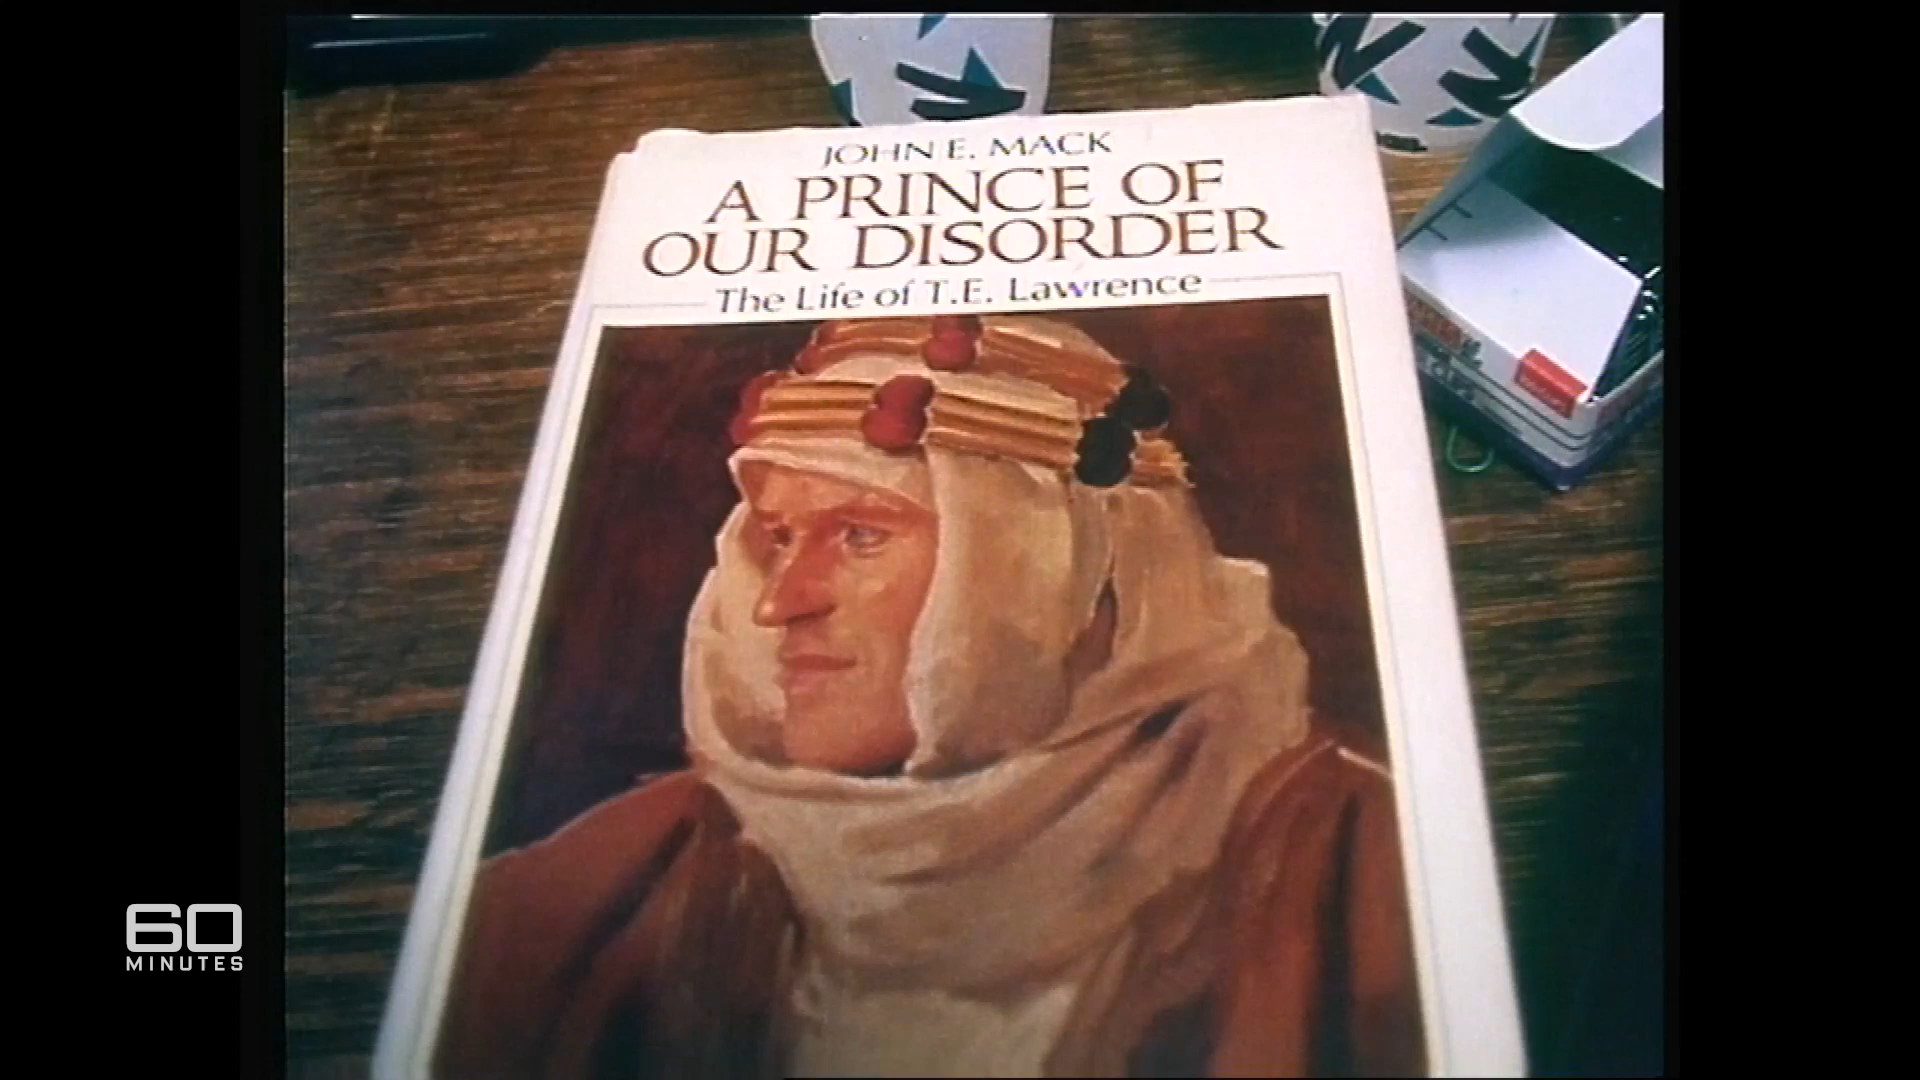 JOHN E. MACK
A PRINCE OF
OUR DISORDER
The Life of T.E. Lawrence
60
MINUTES